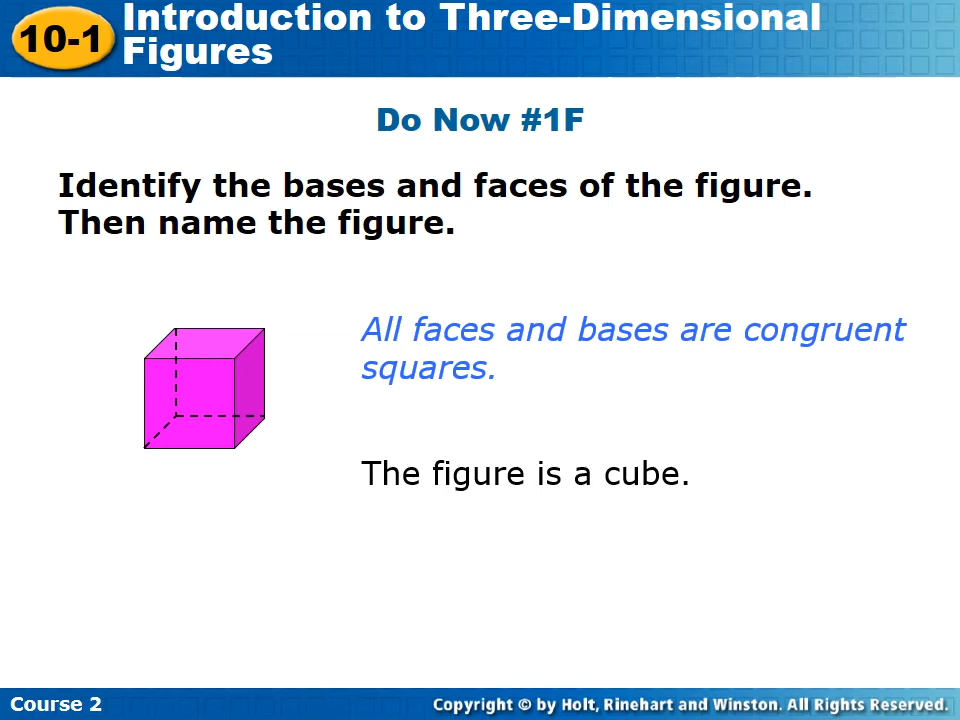 10-1
Introduction to Three-Dimensional
Figures
Do Now #1F
Identify the bases and faces of the figure.
Then name the figure.
All faces and bases are congruent
squares.
The figure is a cube.
Course 2
Copyright © by Holt, Rinehart and Winston. All Rights Reserved.